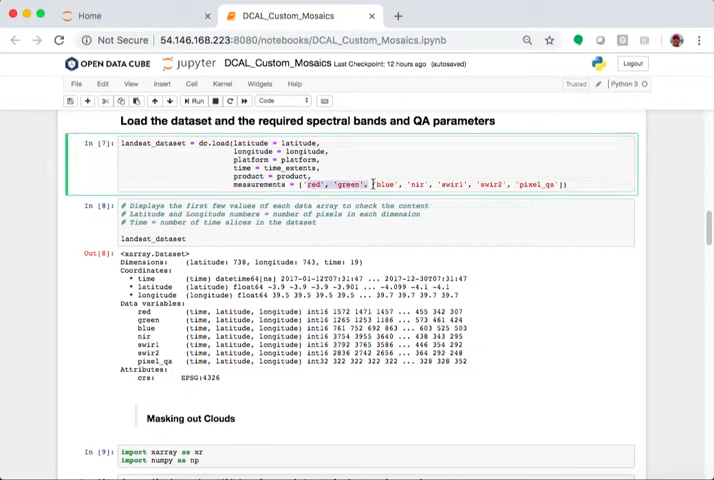 Home
DCAL_Custom_Mosaics
Not Secure 54.146.168.223:8080/notebooks/DCAL_Custom_Mosaics.ipynb
OPEN DATA CUBE jupyter DCAL_Custom_Mosaics Last Checkpoint: 12 hours ago (autosaved) Logout
File Edit View Insert Cell Kernel Widgets Help Trusted Python 3
Run Code
Load the dataset and the required spectral bands and QA parameters
In [7]: landsat_dataset = dc.load(latitude = latitude,
longitude = longitude,
platform = platform,
time = time_extents,
product = product,
measurements = ['red', 'green', 'blue', 'nir', 'swir1', 'swir2', 'pixel_qa'])
In [8]: # Displays the first few values of each data array to check the content
# Latitude and Longitude numbers = number of pixels in each dimension
# Time = number of time slices in the dataset
landsat_dataset
Out[8]: <xarray.Dataset>
Dimensions: (latitude: 738, longitude: 743, time: 19)
Coordinates:
* time (time) datetime64[ns] 2017-01-12T07:31:47 ... 2017-12-30T07:31:47
* latitude (latitude) float64 -3.9 -3.9 -3.9 -3.901 ... -4.099 -4.1 -4.1
* longitude (longitude) float64 39.5 39.5 39.5 39.5 ... 39.7 39.7 39.7 39.7
Data variables:
red (time, latitude, longitude) int16 1572 1471 1457 ... 455 342 307
green (time, latitude, longitude) int16 1265 1253 1186 ... 573 461 424
blue (time, latitude, longitude) int16 761 752 692 863 ... 603 525 503
nir (time, latitude, longitude) int16 3754 3955 3640 ... 438 343 295
swir1 (time, latitude, longitude) int16 3792 3765 3586 ... 446 354 292
swir2 (time, latitude, longitude) int16 2836 2742 2656 ... 364 292 248
pixel_qa (time, latitude, longitude) int32 322 322 322 322 ... 328 328 352
Attributes:
crs: EPSG:4326
Masking out Clouds
In [9]: import xarray as xr
import numpy as np